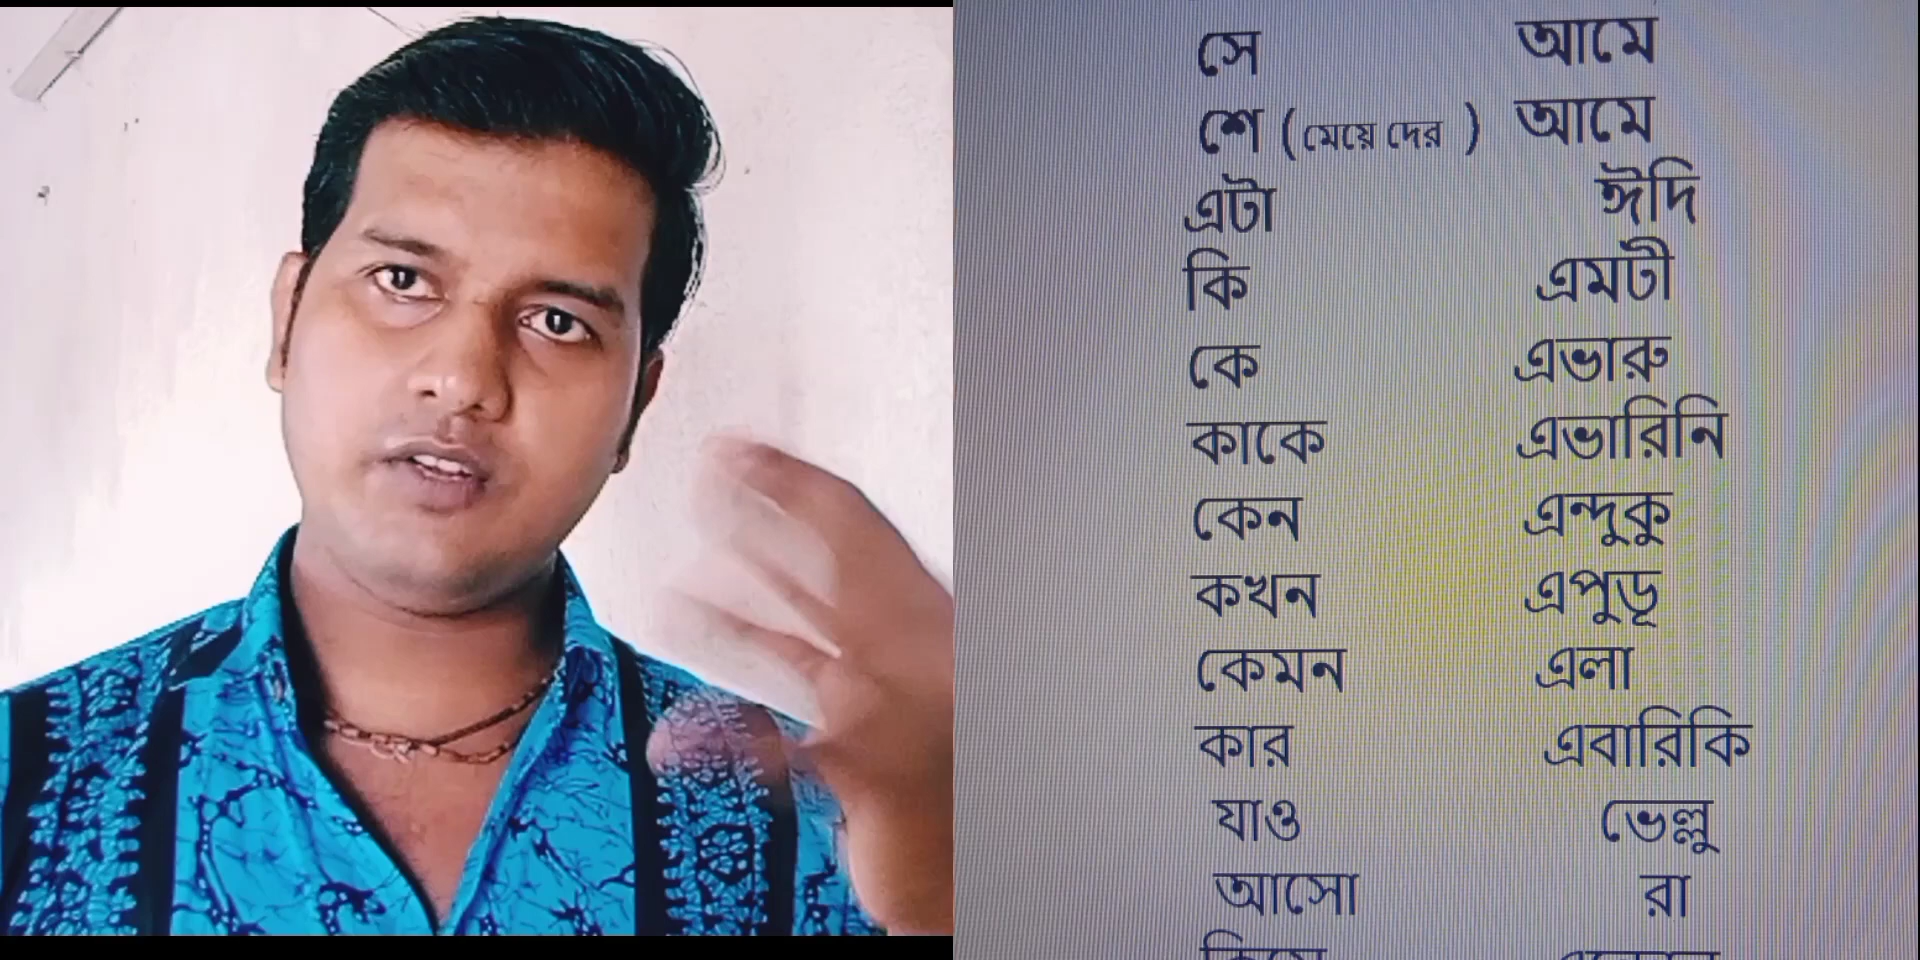 সে আমে
শে (মেয়ে দের ) আমে
এটা ঈদি
কি এমটী
কে এভারু
কাকে এভারিনি
কেন এন্দুকু
কখন এপুডূ
কেমন এলা
কার এবারিকি
যাও ভেল্লু
আসো রা